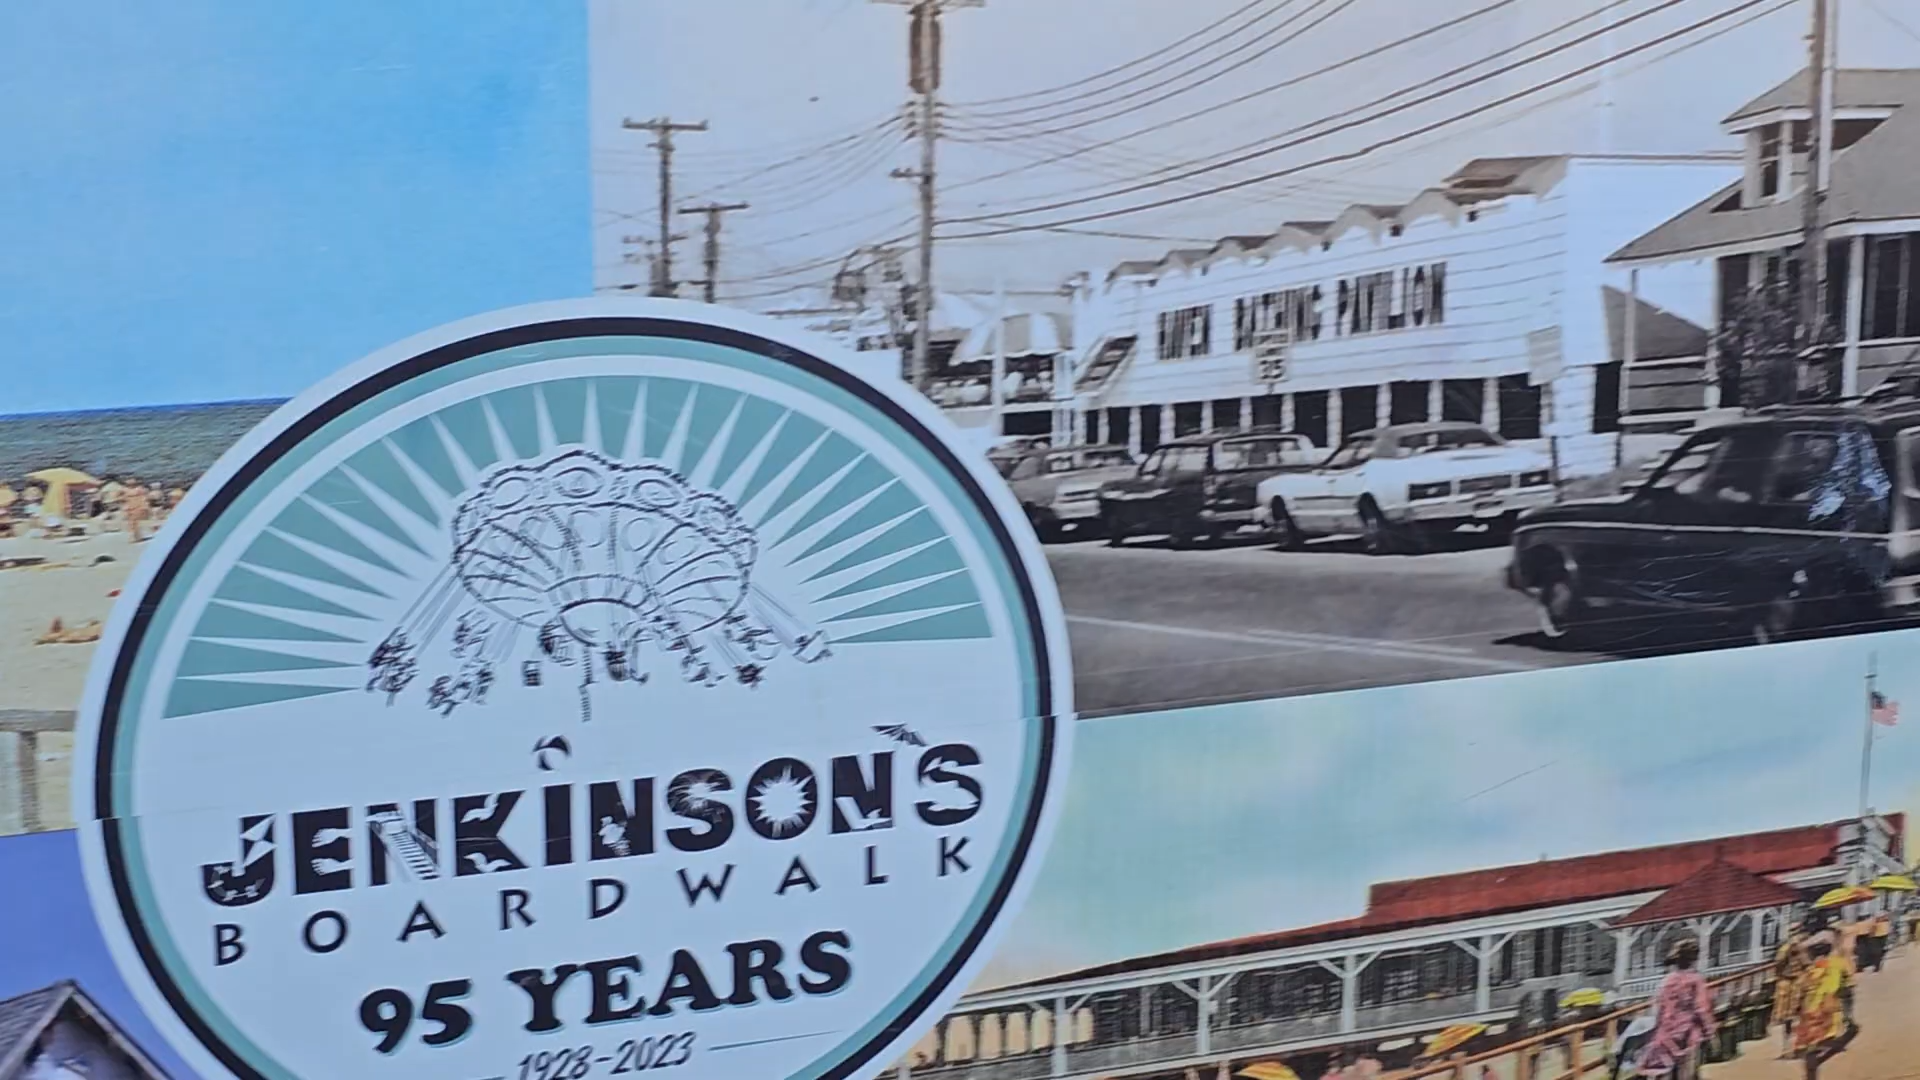 BATHING PAVILION
JENKINSON'S
BOARDWALK
95 YEARS
1928-2023